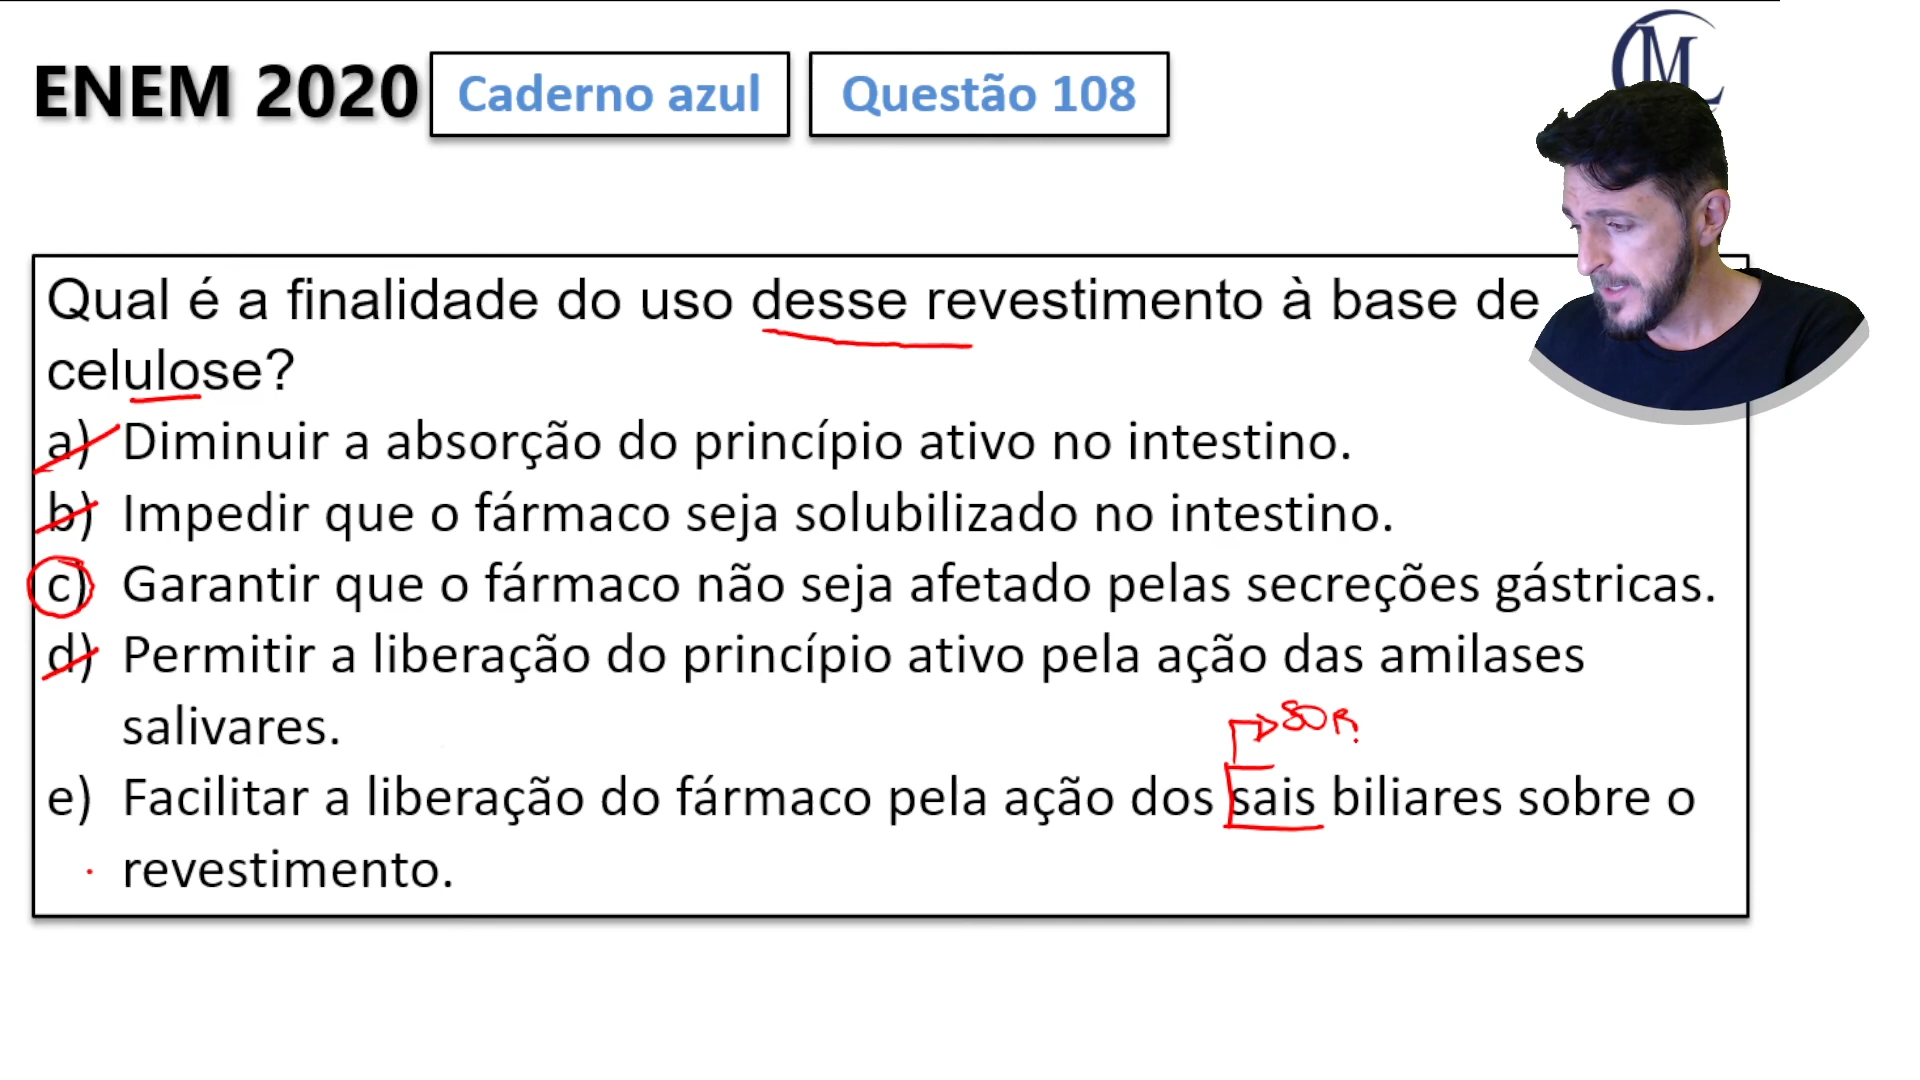 ENEM 2020
Caderno azul
Questão 108
Qual é a finalidade do uso desse revestimento à base de
celulose?
a) Diminuir a absorção do princípio ativo no intestino.
b) Impedir que o fármaco seja solubilizado no intestino.
c) Garantir que o fármaco não seja afetado pelas secreções gástricas.
d) Permitir a liberação do princípio ativo pela ação das amilases
salivares.
e) Facilitar a liberação do fármaco pela ação dos sais biliares sobre o
revestimento.